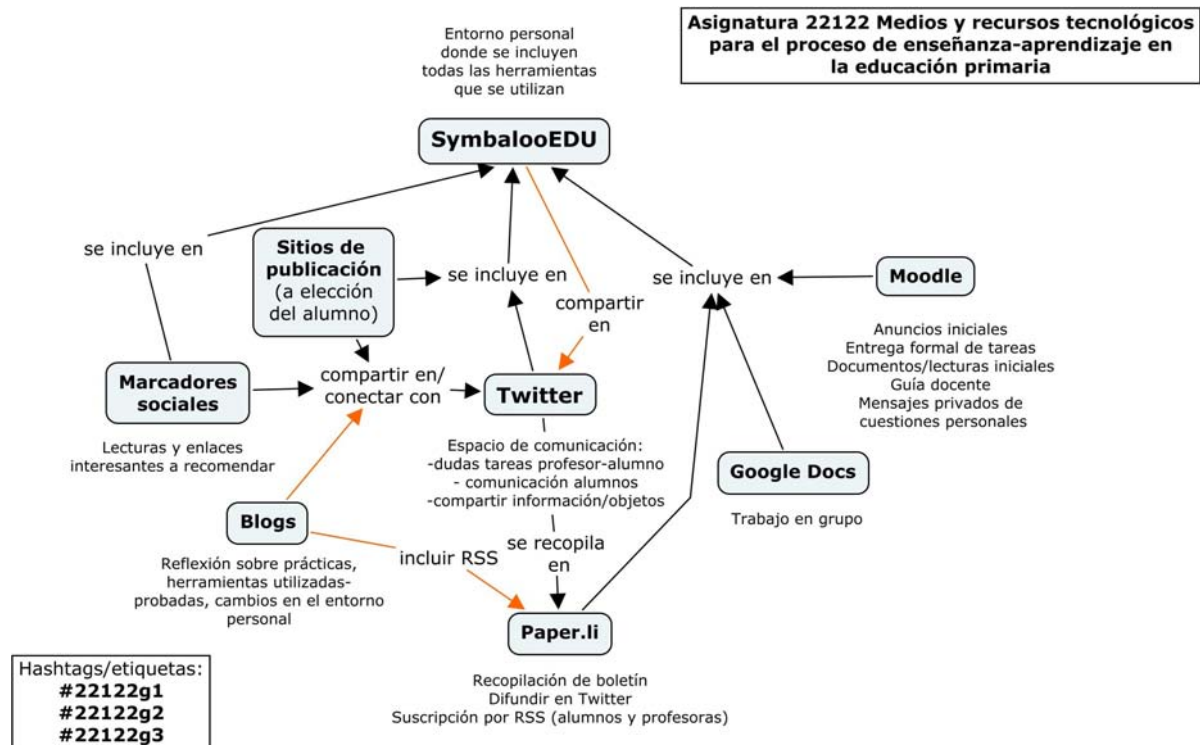 Asignatura 22122 Medios y recursos tecnológicos
para el proceso de enseñanza-aprendizaje en
la educación primaria
Entorno personal
donde se incluyen
todas las herramientas
que se utilizan
SymbalooEDU
se incluye en
Sitios de
publicación
(a elección
del alumno)
se incluye en
compartir
en
se incluye en
Moodle
Anuncios iniciales
Entrega formal de tareas
Documentos/lecturas iniciales
Guía docente
Mensajes privados de
cuestiones personales
Marcadores
sociales
Lecturas y enlaces
interesantes a recomendar
compartir en/
conectar con
Twitter
Espacio de comunicación:
-dudas tareas profesor-alumno
- comunicación alumnos
-compartir información/objetos
Google Docs
Trabajo en grupo
Blogs
Reflexión sobre prácticas,
herramientas utilizadas-
probadas, cambios en el entorno
personal
incluir RSS
se recopila
en
Paper.li
Recopilación de boletín
Difundir en Twitter
Suscripción por RSS (alumnos y profesoras)
Hashtags/etiquetas:
#22122g1
#22122g2
#22122g3